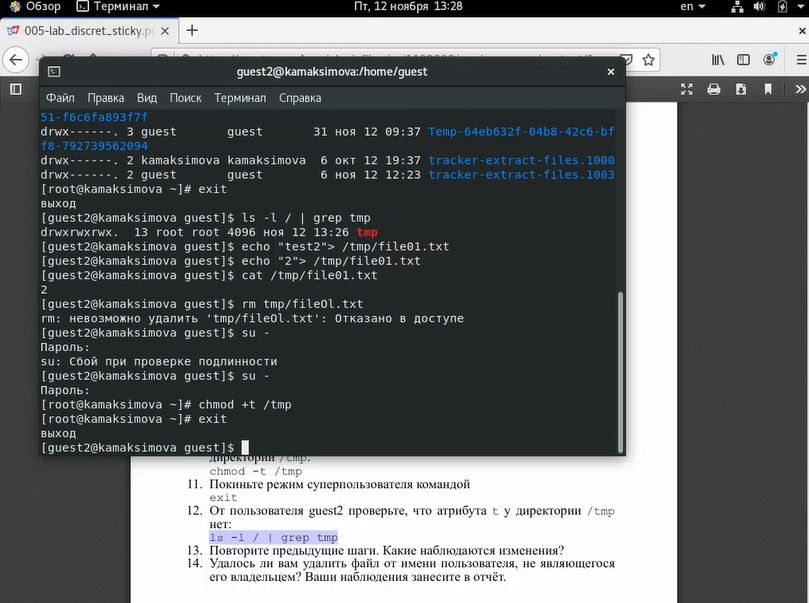 Обзор Терминал Пт, 12 ноября 13:28 en
005-lab_discret_sticky.p
guest2@kamaksimova:/home/guest
Файл Правка Вид Поиск Терминал Справка
51-f6c6fa893f7f
drwx------. 3 guest guest 31 ноя 12 09:37 Temp-64eb632f-04b8-42c6-bf
f8-792739562094
drwx------. 2 kamaksimova kamaksimova 6 окт 12 19:37 tracker-extract-files.1000
drwx------. 2 guest guest 6 ноя 12 12:23 tracker-extract-files.1003
[root@kamaksimova ~]# exit
выход
[guest2@kamaksimova guest]$ ls -l / | grep tmp
drwxrwxrwx. 13 root root 4096 ноя 12 13:26 tmp
[guest2@kamaksimova guest]$ echo "test2"> /tmp/file01.txt
[guest2@kamaksimova guest]$ echo "2"> /tmp/file01.txt
[guest2@kamaksimova guest]$ cat /tmp/file01.txt
2
[guest2@kamaksimova guest]$ rm tmp/fileOl.txt
rm: невозможно удалить 'tmp/fileOl.txt': Отказано в доступе
[guest2@kamaksimova guest]$ su -
Пароль:
su: Сбой при проверке подлинности
[guest2@kamaksimova guest]$ su -
Пароль:
[root@kamaksimova ~]# chmod +t /tmp
[root@kamaksimova ~]# exit
выход
[guest2@kamaksimova guest]$
директории /tmp:
chmod -t /tmp
11. Покиньте режим суперпользователя командой
exit
12. От пользователя guest2 проверьте, что атрибута t у директории /tmp
нет:
ls -l / | grep tmp
13. Повторите предыдущие шаги. Какие наблюдаются изменения?
14. Удалось ли вам удалить файл от имени пользователя, не являющегося
его владельцем? Ваши наблюдения занесите в отчёт.